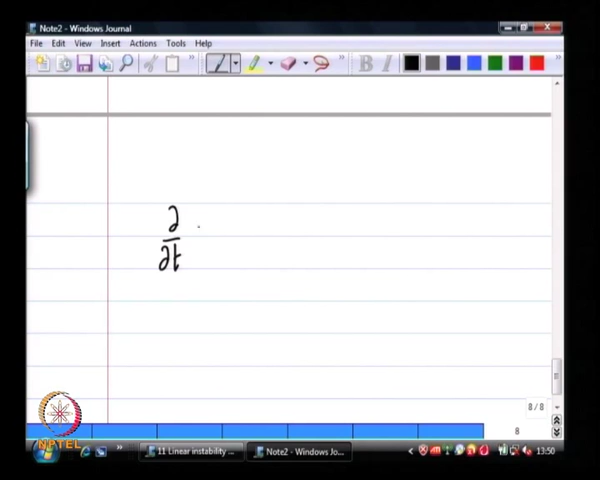 Note2 - Windows Journal
File Edit View Insert Actions Tools Help
B I
∂
∂t
8/8
8
NPTEL
11 Linear instability ...
Note2 - Windows Jo...
13:50